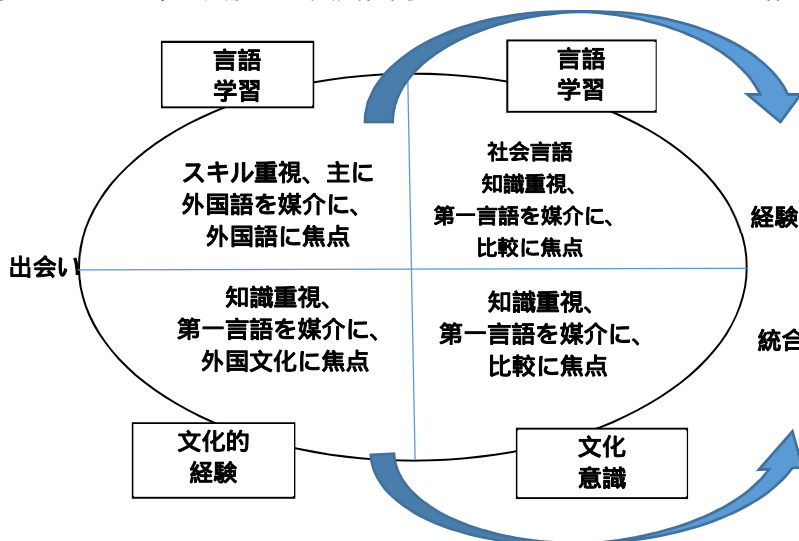 言語
学習
言語
学習
スキル重視、主に
外国語を媒介に、
外国語に焦点
社会言語
知識重視、
第一言語を媒介に、
比較に焦点
経験
出会い
知識重視、
第一言語を媒介に、
外国文化に焦点
知識重視、
第一言語を媒介に、
比較に焦点
統合
文化的
経験
文化
意識